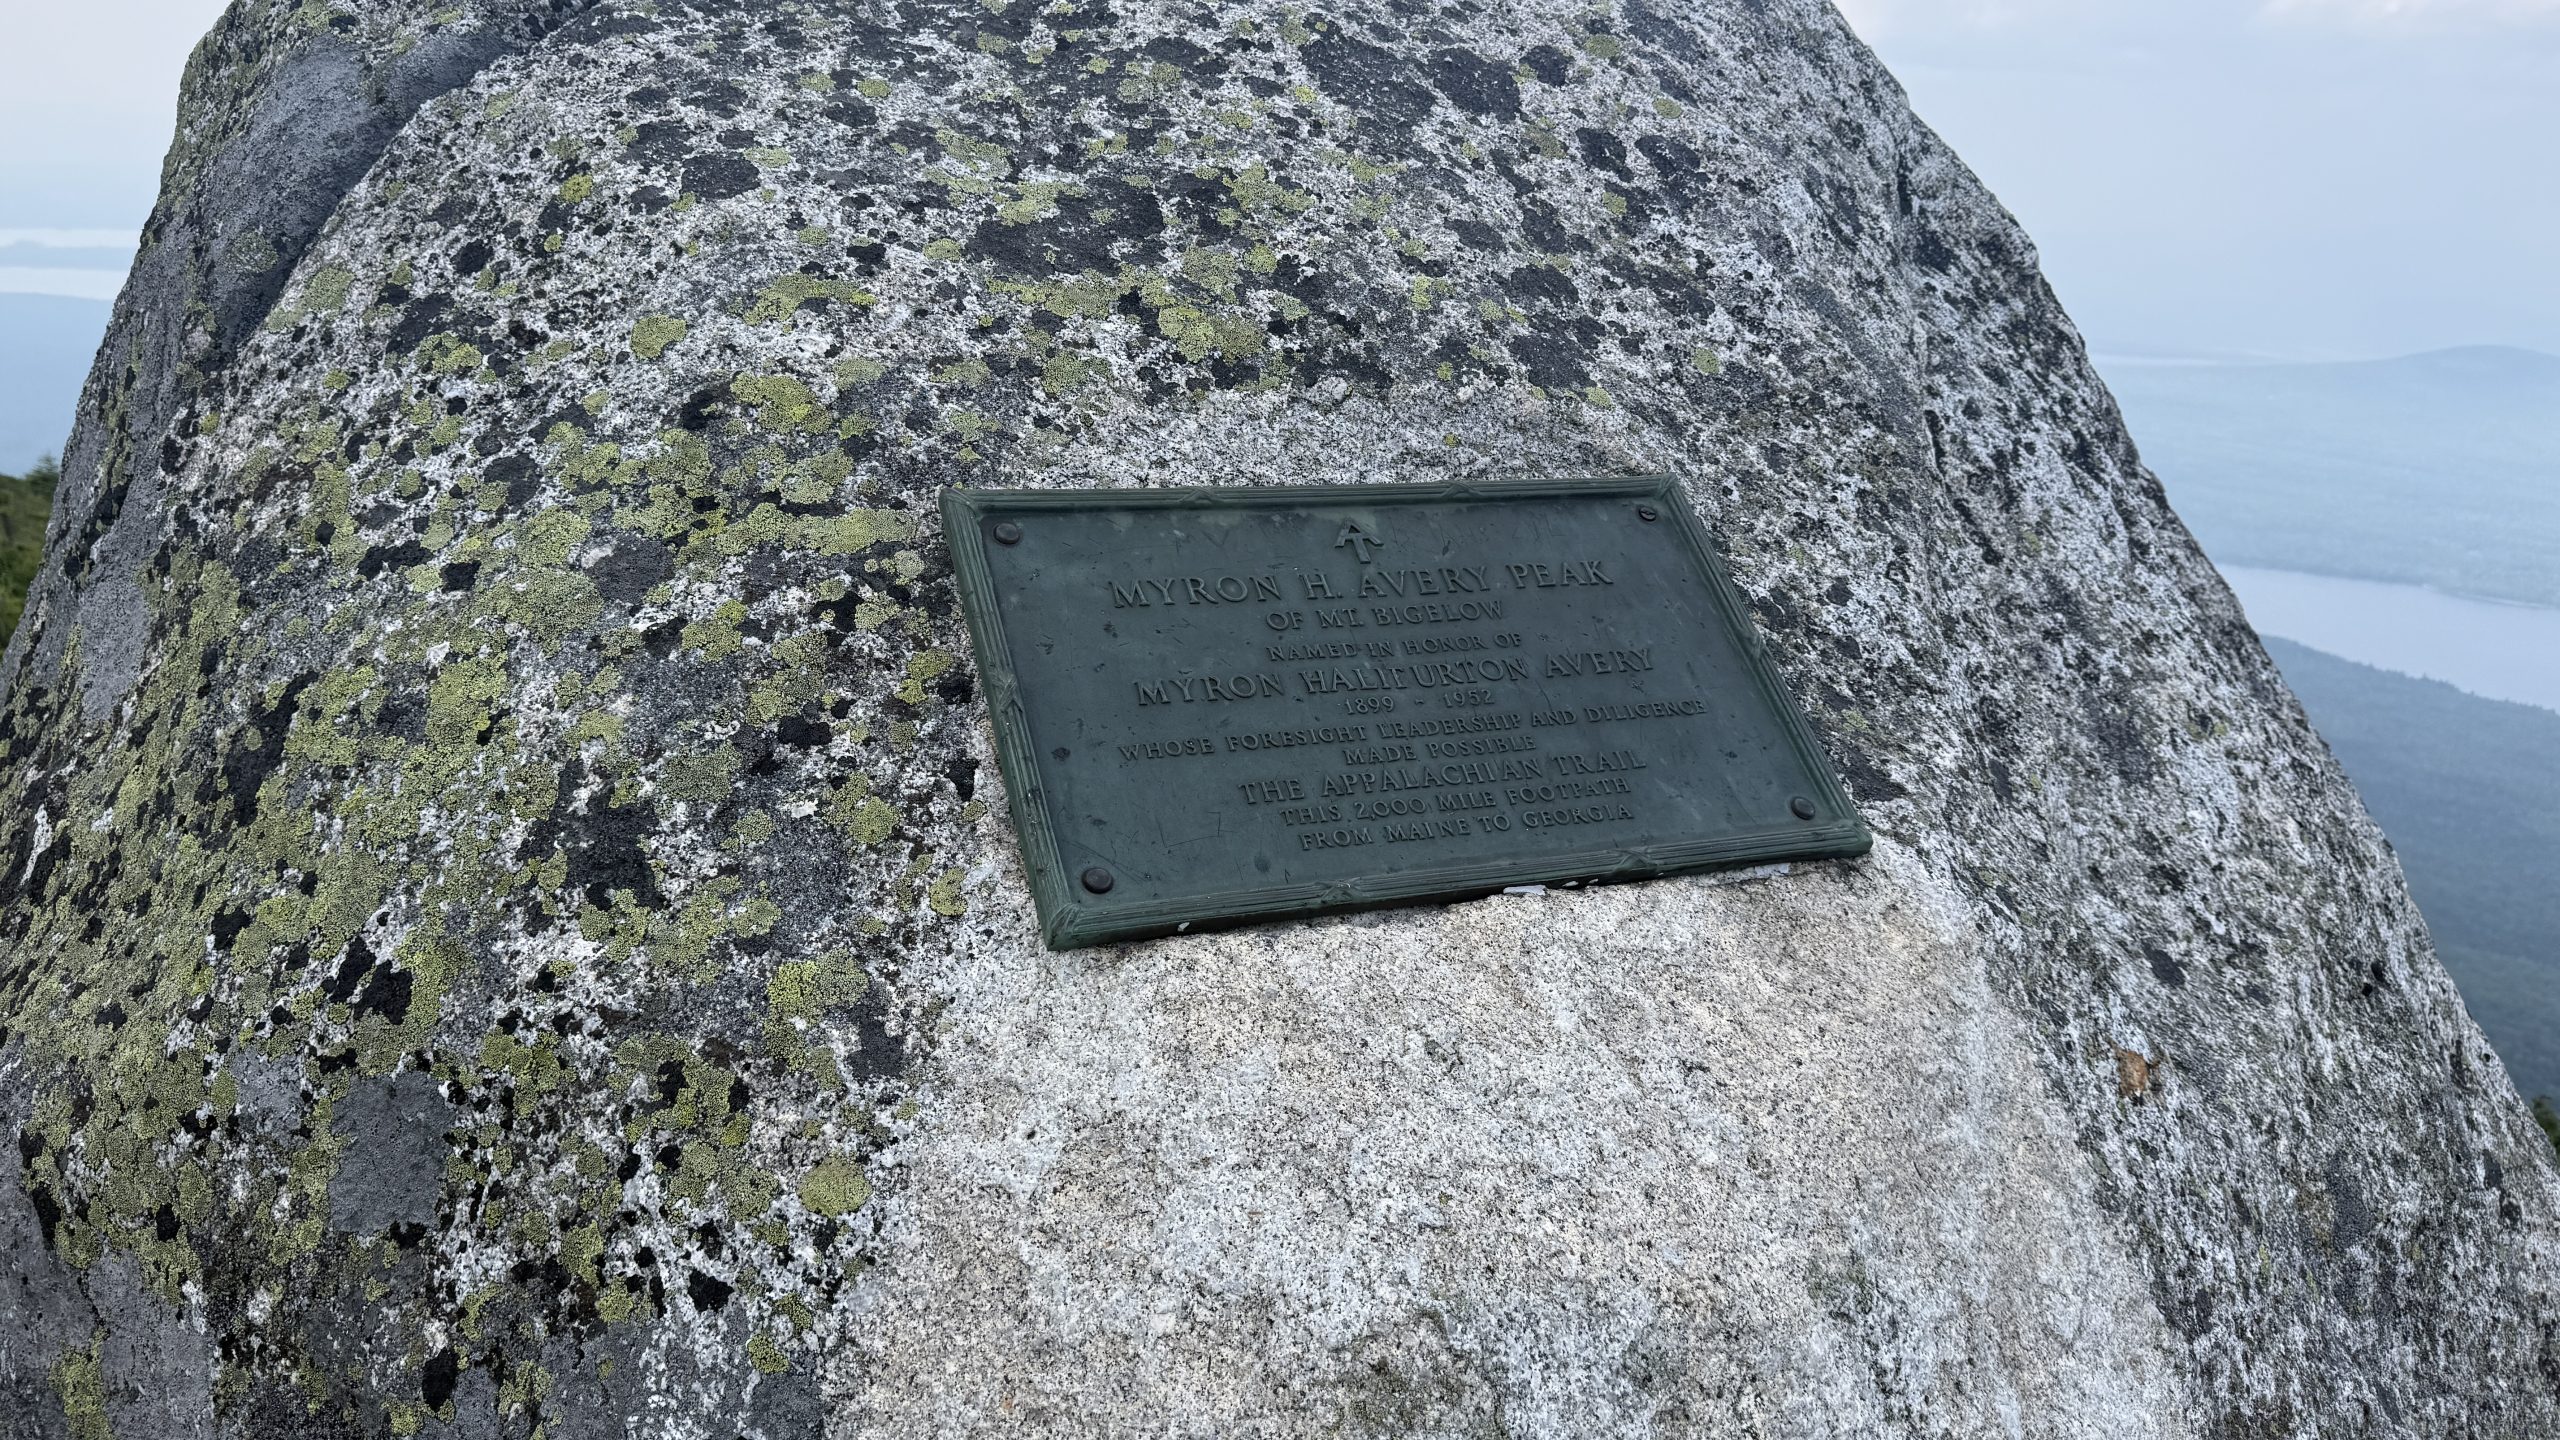 MYRON H. AVERY PEAK
OF MT. BIGELOW
NAMED IN HONOR OF
MYRON HALIFURTON AVERY
1899 - 1952
WHOSE FORESIGHT LEADERSHIP AND DILIGENCE
MADE POSSIBLE
THE APPALACHIAN TRAIL
THIS 2,000 MILE FOOTPATH
FROM MAINE TO GEORGIA